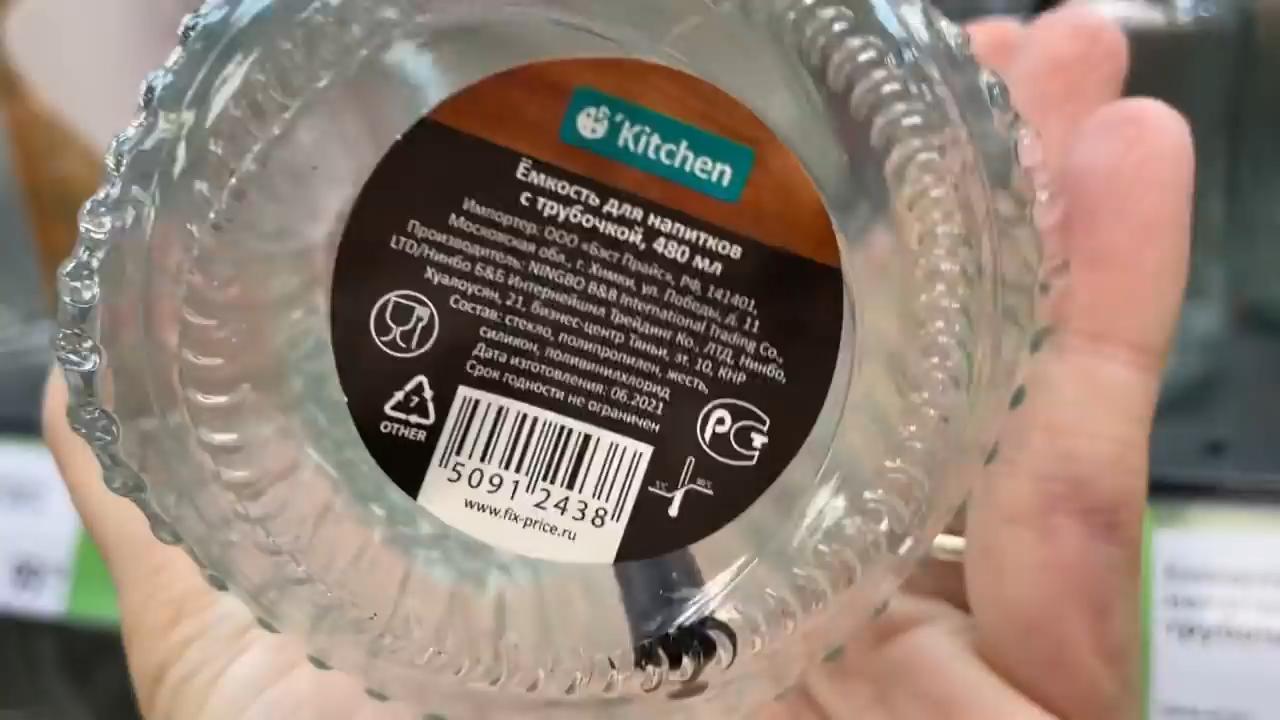 'Kitchen
Ёмкость для напитков
с трубочкой, 480 мл
Импортер: ООО «Бэст Прайс», РФ, 141401,
Московская обл., г. Химки, ул. Победы, д. 11
Производитель: NINGBO B&B International Trading Co.,
LTD/Нинбо Б&Б Интернейшнл Трейдинг Ко., ЛТД, Нинбо,
Хуалоусян, 21, бизнес-центр Тяньи, эт. 10, КНР
Состав: стекло, полипропилен, жесть,
силикон, поливинилхлорид
Дата изготовления: 06.2021
Срок годности не ограничен
7
OTHER
РСТ
5091 2438
www.fix-price.ru